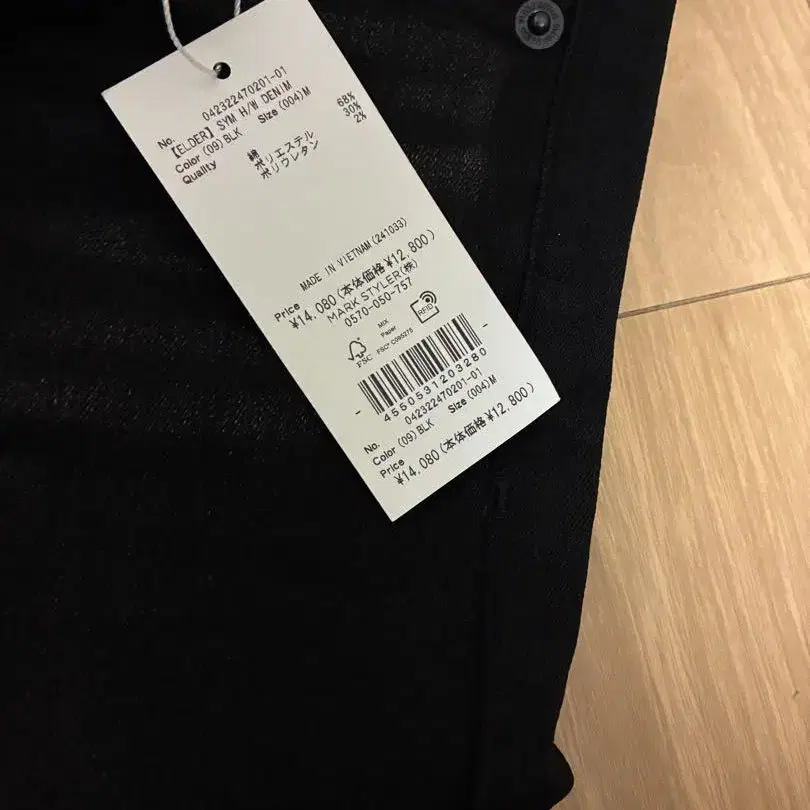 No. 042322470201-01
【ELDER】 SYM H/W DENIM
Color (09)BLK Size (004)M
Quality 綿 68%
ポリエステル 30%
ポリウレタン 2%
MADE IN VIETNAM(241033)
Price
¥14,080(本体価格¥12,800)
MARK STYLER(株)
0570-050-757
RFID
MIX
Paper
FSC FSC® C095275
4550531203280
No. 042322470201-01
Color (09)BLK Size (004)M
Price
¥14,080(本体価格¥12,800)